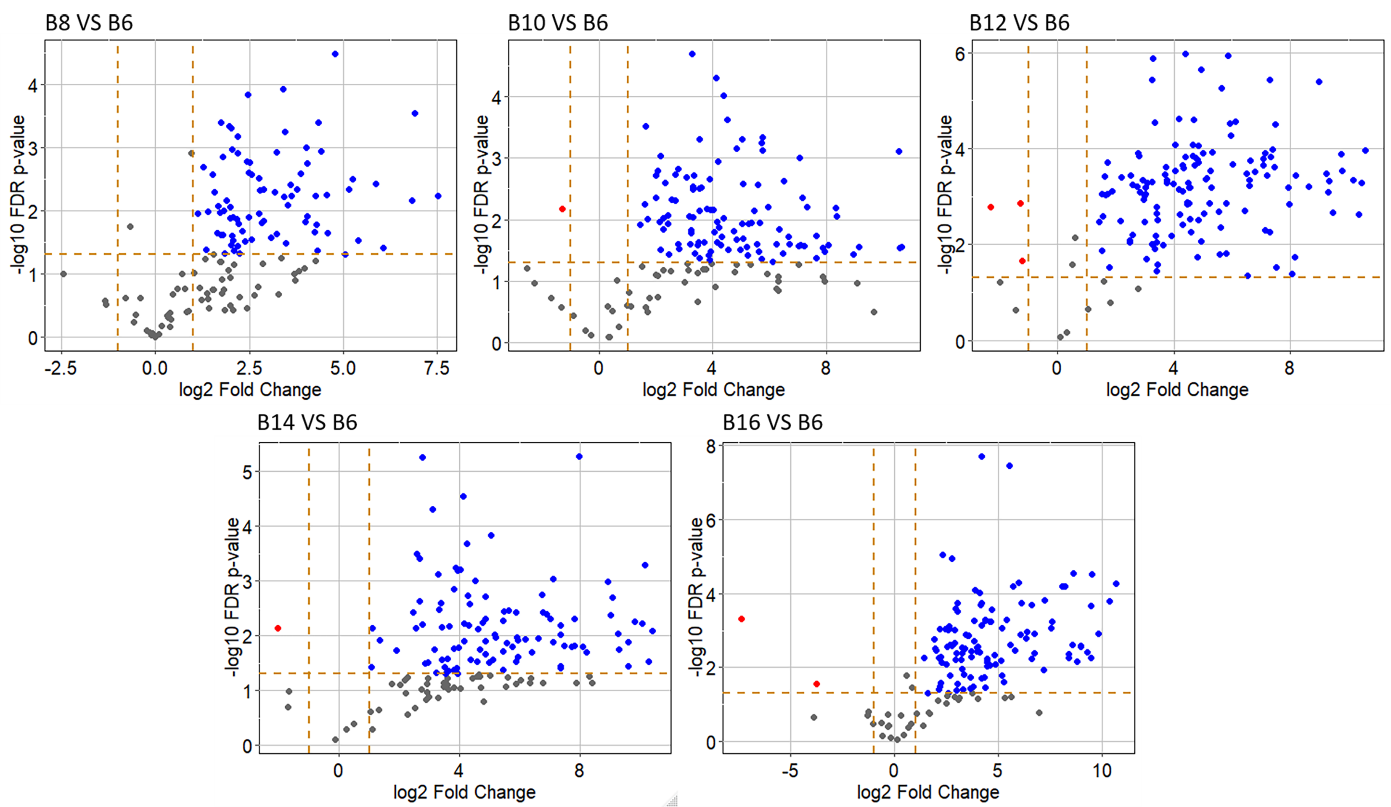 B8 VS B6
B10 VS B6
B12 VS B6
-log10 FDR p-value
4
3
2
1
0
-2.5
0.0
2.5
5.0
7.5
log2 Fold Change
-log10 FDR p-value
4
3
2
1
0
0
4
8
log2 Fold Change
-log10 FDR p-value
6
4
2
0
0
4
8
log2 Fold Change
B14 VS B6
B16 VS B6
-log10 FDR p-value
5
4
3
2
1
0
0
4
8
log2 Fold Change
-log10 FDR p-value
8
6
4
2
0
-5
0
5
10
log2 Fold Change